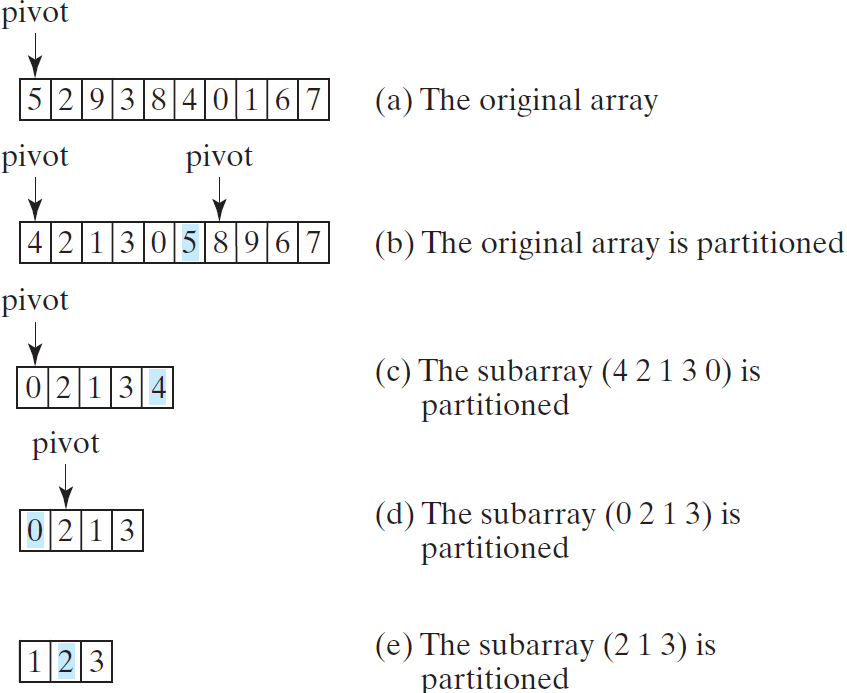 pivot
5 2 9 3 8 4 0 1 6 7
(a) The original array
pivot pivot
4 2 1 3 0 5 8 9 6 7
(b) The original array is partitioned
pivot
0 2 1 3 4
(c) The subarray (4 2 1 3 0) is
partitioned
pivot
0 2 1 3
(d) The subarray (0 2 1 3) is
partitioned
1 2 3
(e) The subarray (2 1 3) is
partitioned